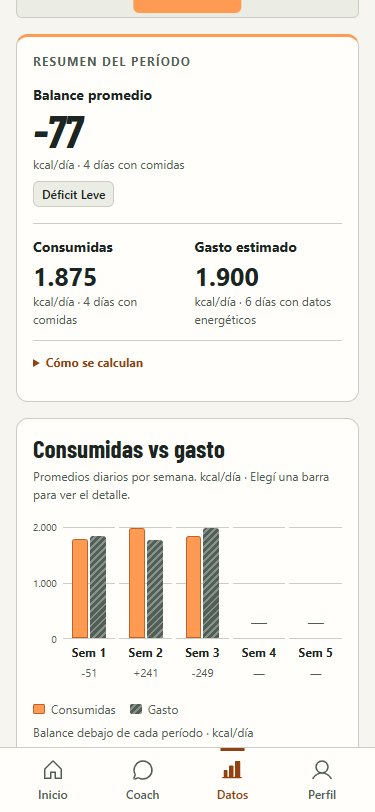 RESUMEN DEL PERÍODO
Balance promedio
-77
kcal/día · 4 días con comidas
Déficit Leve
Consumidas
1.875
kcal/día · 4 días con
comidas
Gasto estimado
1.900
kcal/día · 6 días con datos
energéticos
Cómo se calculan
Consumidas vs gasto
Promedios diarios por semana. kcal/día · Elegí una barra
para ver el detalle.
2.000
1.000
0
Sem 1 Sem 2 Sem 3 Sem 4 Sem 5
-51 +241 -249 — —
Consumidas Gasto
Balance debajo de cada período · kcal/día
Inicio Coach Datos Perfil